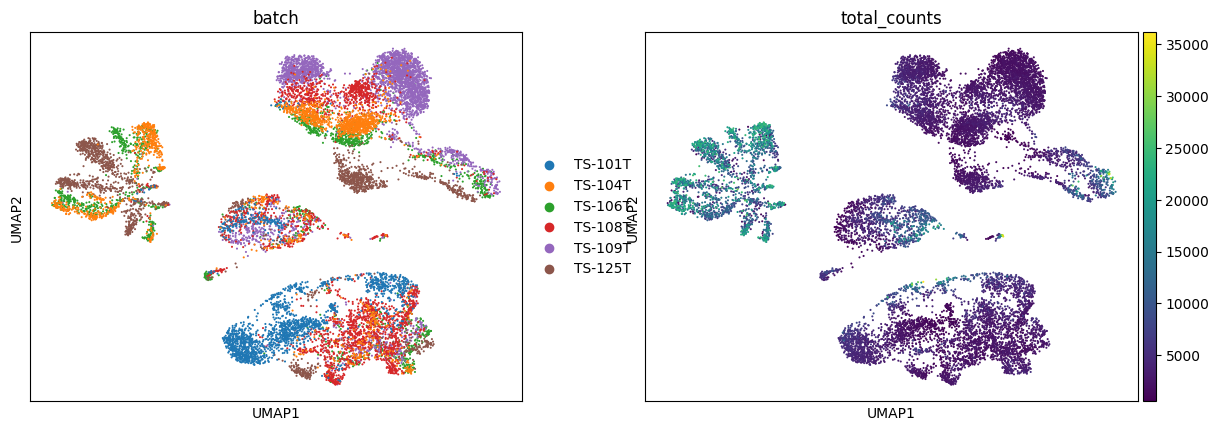 batch
UMAP2
UMAP1
TS-101T
TS-104T
TS-106T
TS-108T
TS-109T
TS-125T
total_counts
UMAP2
UMAP1
35000
30000
25000
20000
15000
10000
5000